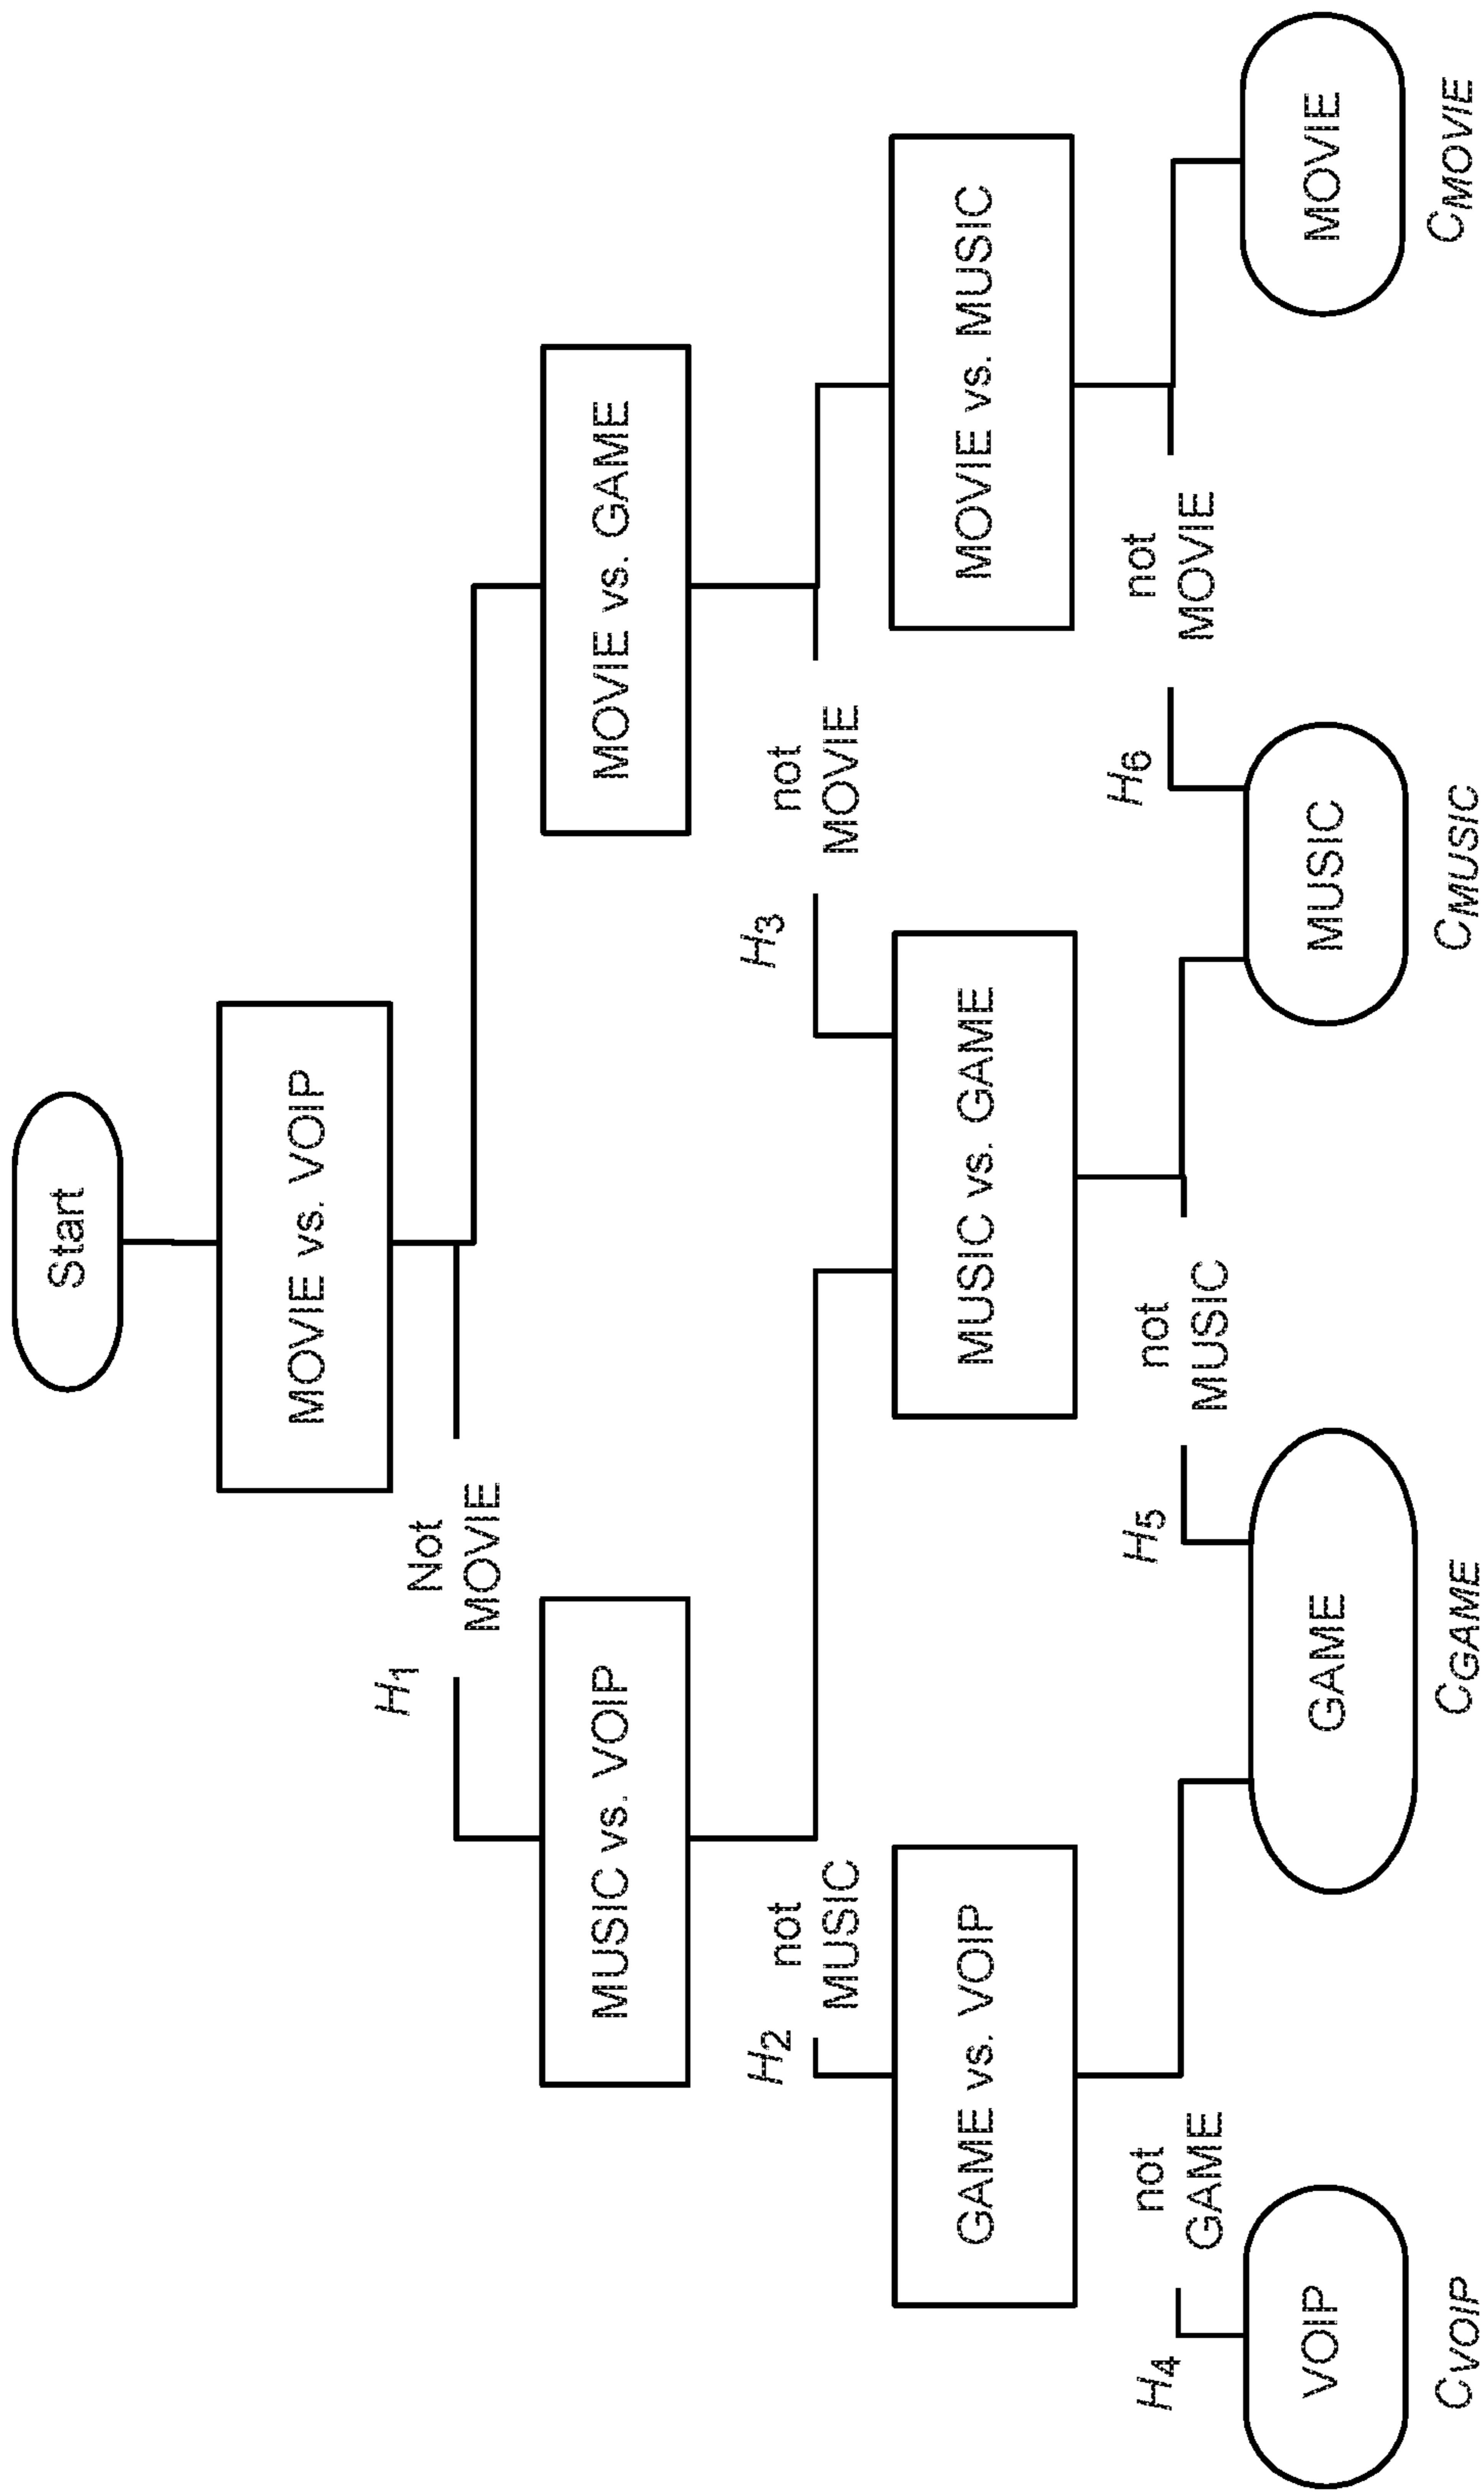 Start
MOVIE vs. VOIP
H1
Not
MOVIE
MUSIC vs. VOIP
MOVIE vs. GAME
H2
not
MUSIC
H3
not
MOVIE
GAME vs. VOIP
MUSIC vs. GAME
MOVIE vs. MUSIC
H4
not
GAME
H5
not
MUSIC
H6
not
MOVIE
VOIP
GAME
MUSIC
MOVIE
CVOIP
CGAME
CMUSIC
CMOVIE